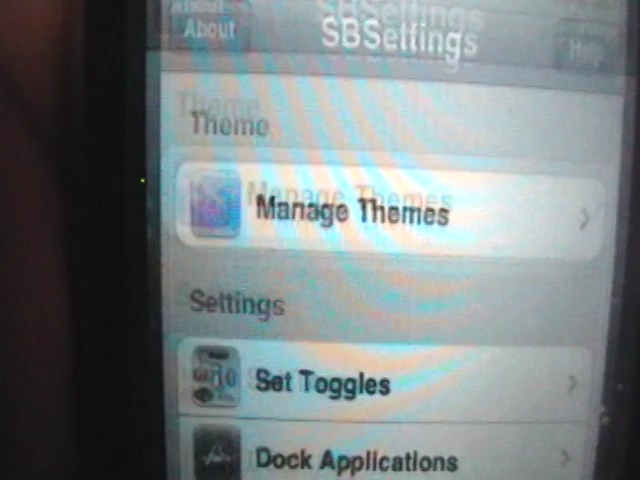 About SBSettings Help
Theme
Manage Themes
Settings
Set Toggles
Dock Applications